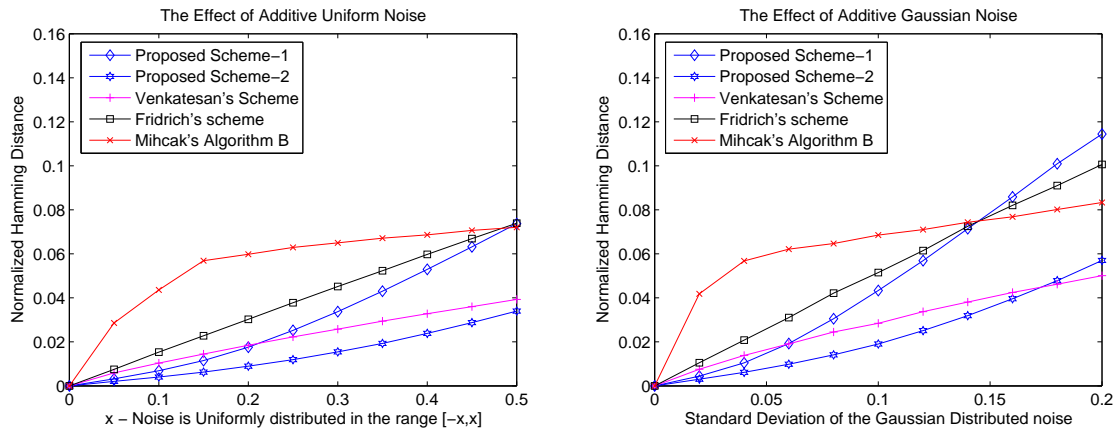 The Effect of Additive Uniform Noise
0.16
0.14
0.12
0.1
0.08
0.06
0.04
0.02
0
Normalized Hamming Distance
Proposed Scheme−1
Proposed Scheme−2
Venkatesan's Scheme
Fridrich's scheme
Mihcak's Algorithm B
0 0.1 0.2 0.3 0.4 0.5
x − Noise is Uniformly distributed in the range [−x,x]
The Effect of Additive Gaussian Noise
0.16
0.14
0.12
0.1
0.08
0.06
0.04
0.02
0
Normalized Hamming Distance
Proposed Scheme−1
Proposed Scheme−2
Venkatesan's Scheme
Fridrich's scheme
Mihcak's Algorithm B
0 0.05 0.1 0.15 0.2
Standard Deviation of the Gaussian Distributed noise